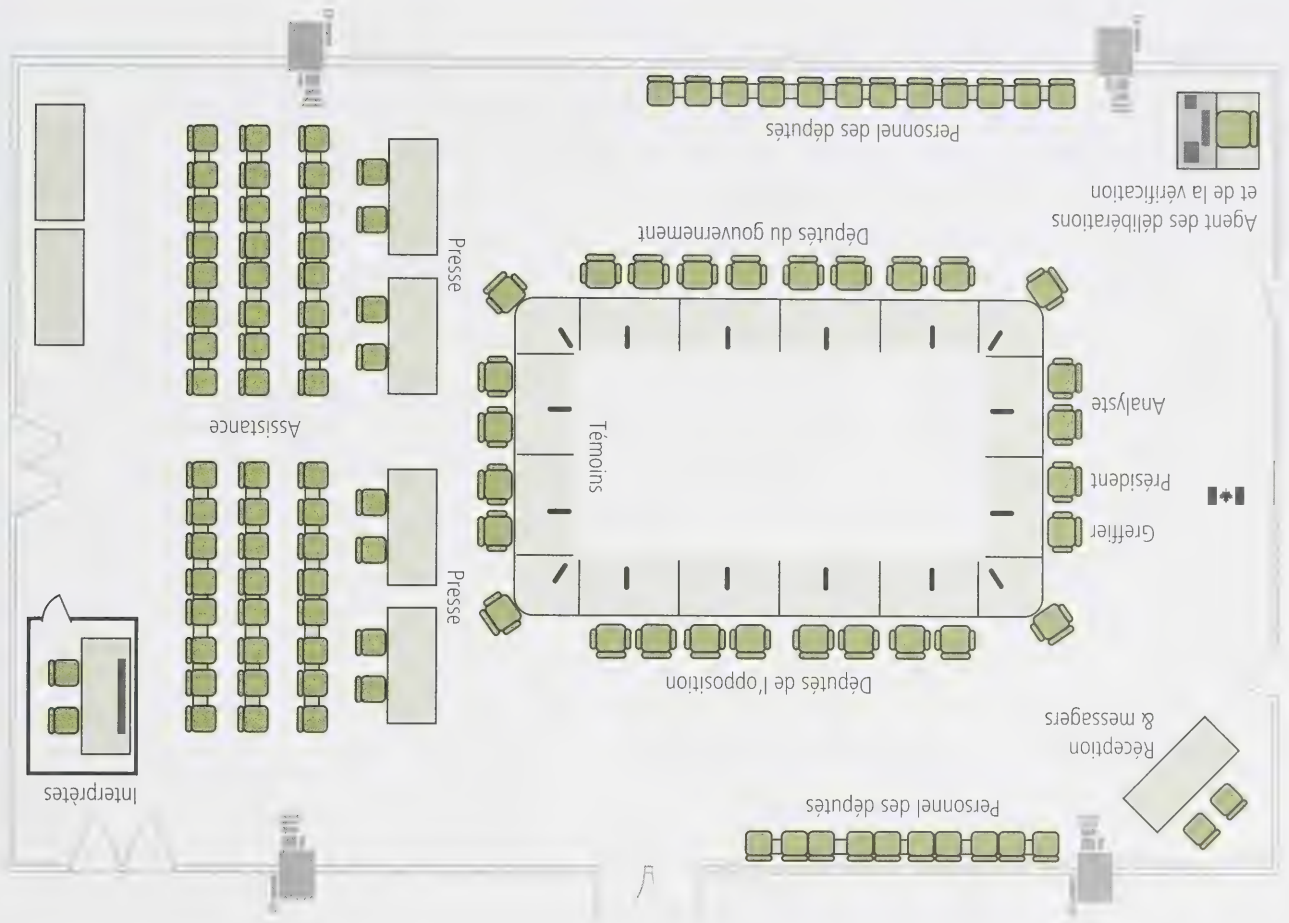 Interprètes
Personnel des députés
Réception
& messagers
Députés de l'opposition
Presse
Greffier
Président
Témoins
Assistance
Analyste
Presse
Députés du gouvernement
Agent des délibérations
et de la vérification
Personnel des députés